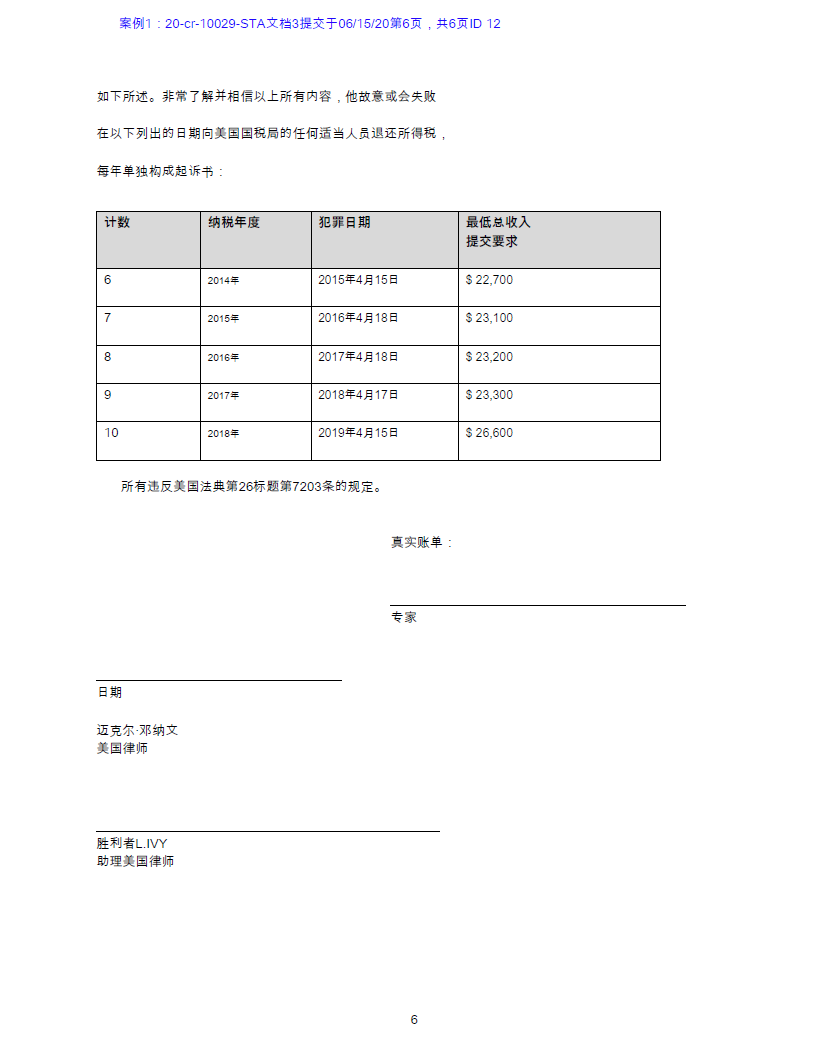 案例1：20-cr-10029-STA文档3提交于06/15/20第6页，共6页ID 12
如下所述。非常了解并相信以上所有内容，他故意或会失败
在以下列出的日期向美国国税局的任何适当人员退还所得税，
每年单独构成起诉书：
计数 纳税年度 犯罪日期 最低总收入
提交要求
6 2014年 2015年4月15日 $ 22,700
7 2015年 2016年4月18日 $ 23,100
8 2016年 2017年4月18日 $ 23,200
9 2017年 2018年4月17日 $ 23,300
10 2018年 2019年4月15日 $ 26,600
所有违反美国法典第26标题第7203条的规定。
真实账单：
专家
日期
迈克尔·邓纳文
美国律师
胜利者L.IVY
助理美国律师
6